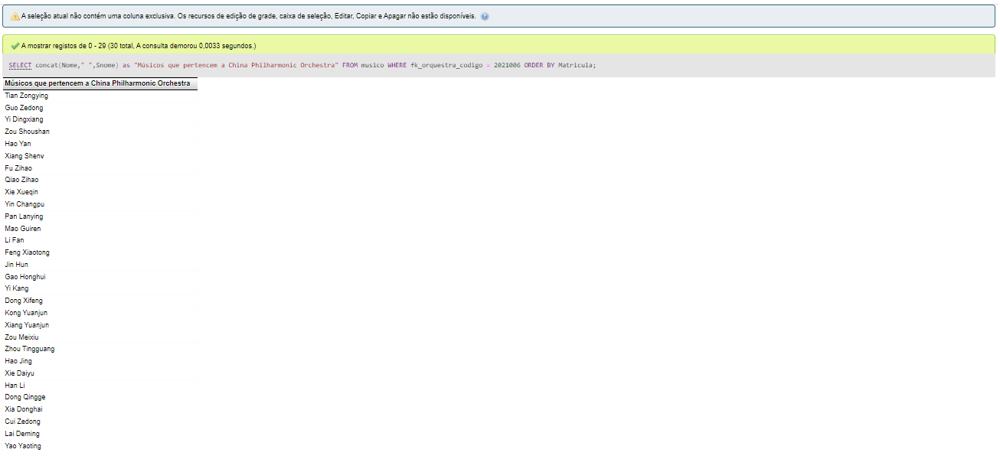 A seleção atual não contém uma coluna exclusiva. Os recursos de edição de grade, caixa de seleção, Editar, Copiar e Apagar não estão disponíveis.
A mostrar registos de 0 - 29 (30 total, A consulta demorou 0,0033 segundos.)
SELECT concat(Nome," ",Snome) as "Músicos que pertencem a China Philharmonic Orchestra" FROM musico WHERE fk_orquestra_codigo = 2021006 ORDER BY Matricula;
Músicos que pertencem a China Philharmonic Orchestra
Tian Zongying
Guo Zedong
Yi Dingxiang
Zou Shoushan
Hao Yan
Xiang Shenv
Fu Zihao
Qiao Zihao
Xie Xueqin
Yin Changpu
Pan Lanying
Mao Guiren
Li Fan
Feng Xiaotong
Jin Hun
Gao Honghui
Yi Kang
Dong Xifeng
Kong Yuanjun
Xiang Yuanjun
Zou Meixiu
Zhou Tingguang
Hao Jing
Xie Daiyu
Han Li
Dong Qingge
Xia Donghai
Cui Zedong
Lai Deming
Yao Yaoting